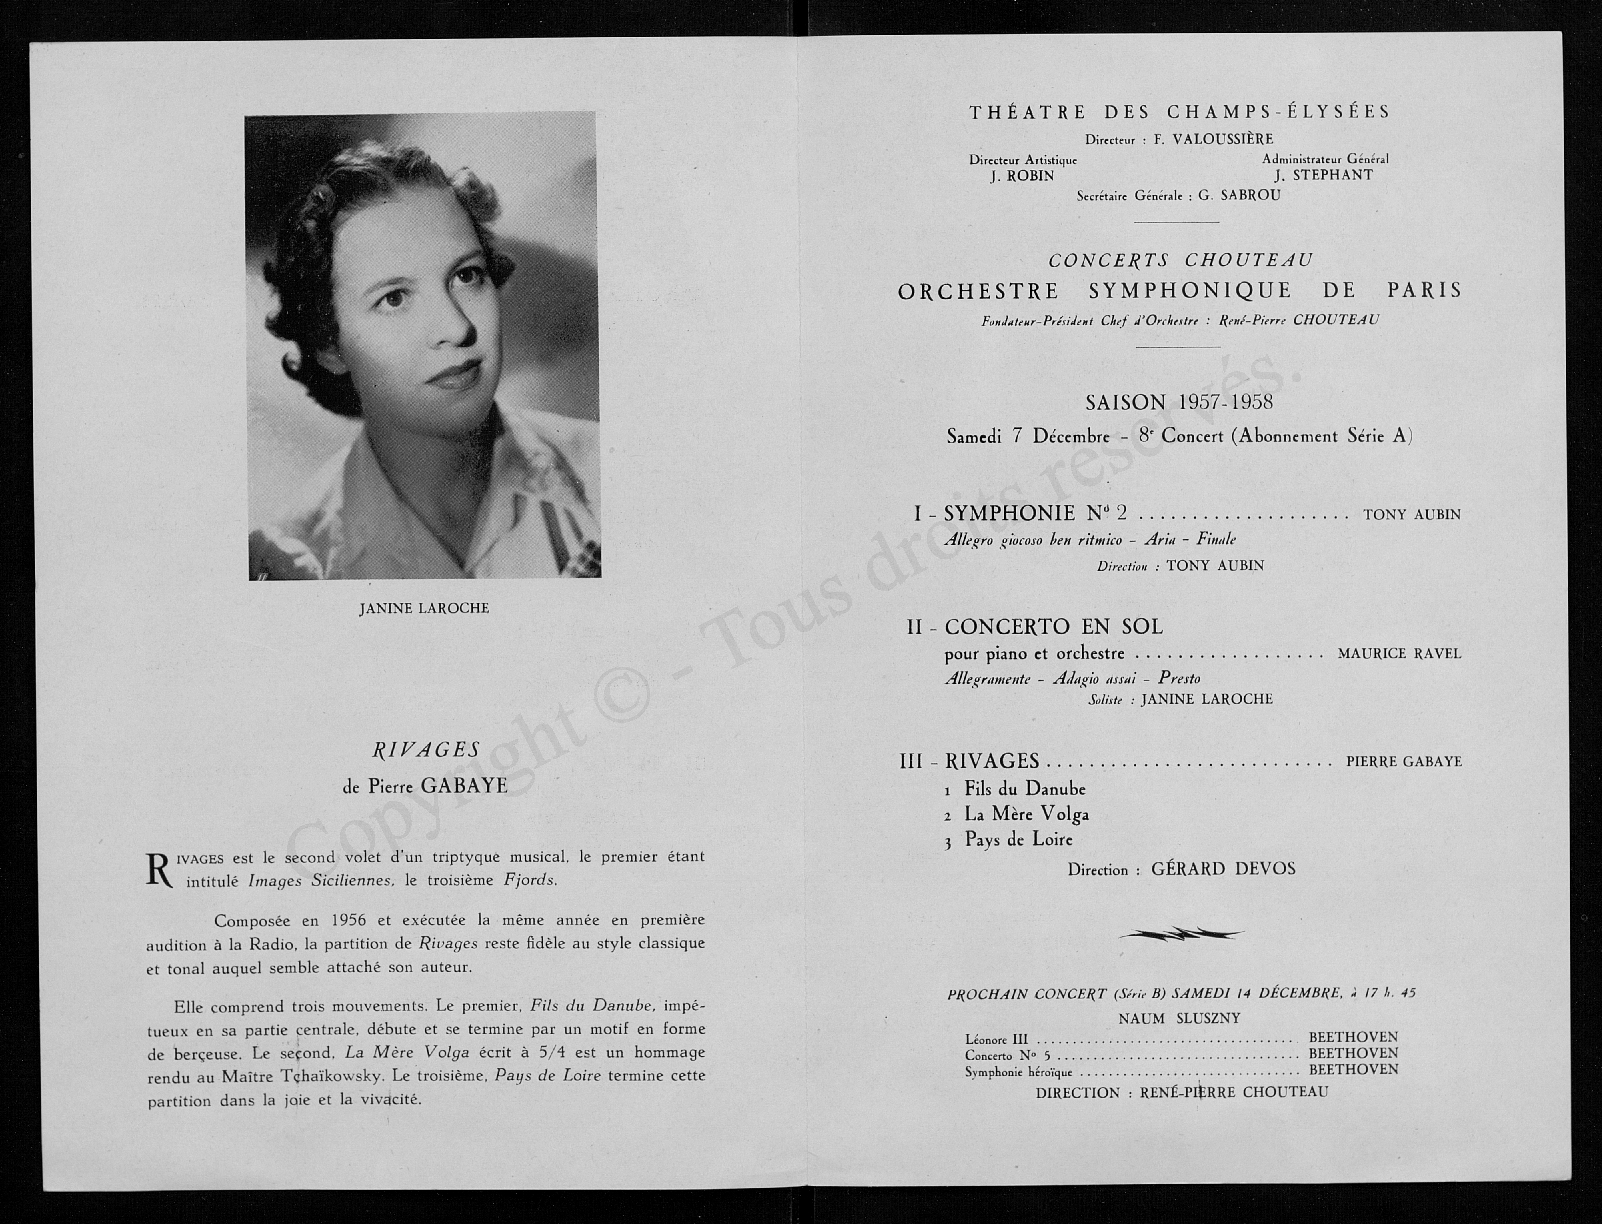 JANINE LAROCHE
RIVAGES
de Pierre GABAYE
RIVAGES est le second volet d'un triptyque musical, le premier étant
intitulé Images Siciliennes, le troisième Fjords.
Composée en 1956 et exécutée la même année en première
audition à la Radio, la partition de Rivages reste fidèle au style classique
et tonal auquel semble attaché son auteur.
Elle comprend trois mouvements. Le premier, Fils du Danube, impé-
tueux en sa partie centrale, débute et se termine par un motif en forme
de berceuse. Le second, La Mère Volga écrit à 5/4 est un hommage
rendu au Maître Tchaïkowsky. Le troisième, Pays de Loire termine cette
partition dans la joie et la vivacité.
THÉATRE DES CHAMPS-ÉLYSÉES
Directeur : F. VALOUSSIÈRE
Directeur Artistique Administrateur Général
J. ROBIN J. STEPHANT
Secrétaire Générale : G. SABROU
CONCERTS CHOUTEAU
ORCHESTRE SYMPHONIQUE DE PARIS
Fondateur-Président Chef d'Orchestre : René-Pierre CHOUTEAU
SAISON 1957-1958
Samedi 7 Décembre - 8e Concert (Abonnement Série A)
I - SYMPHONIE No 2 .................... TONY AUBIN
Allegro giocoso ben ritmico - Aria - Finale
Direction : TONY AUBIN
II - CONCERTO EN SOL
pour piano et orchestre .................. MAURICE RAVEL
Allegramente - Adagio assai - Presto
Soliste : JANINE LAROCHE
III - RIVAGES ........................... PIERRE GABAYE
1 Fils du Danube
2 La Mère Volga
3 Pays de Loire
Direction : GÉRARD DEVOS
PROCHAIN CONCERT (Série B) SAMEDI 14 DÉCEMBRE, à 17 h. 45
NAUM SLUSZNY
Léonore III .................................... BEETHOVEN
Concerto No 5 .................................. BEETHOVEN
Symphonie héroïque ............................... BEETHOVEN
DIRECTION : RENÉ-PIERRE CHOUTEAU
Copyright © - Tous droits réservés.